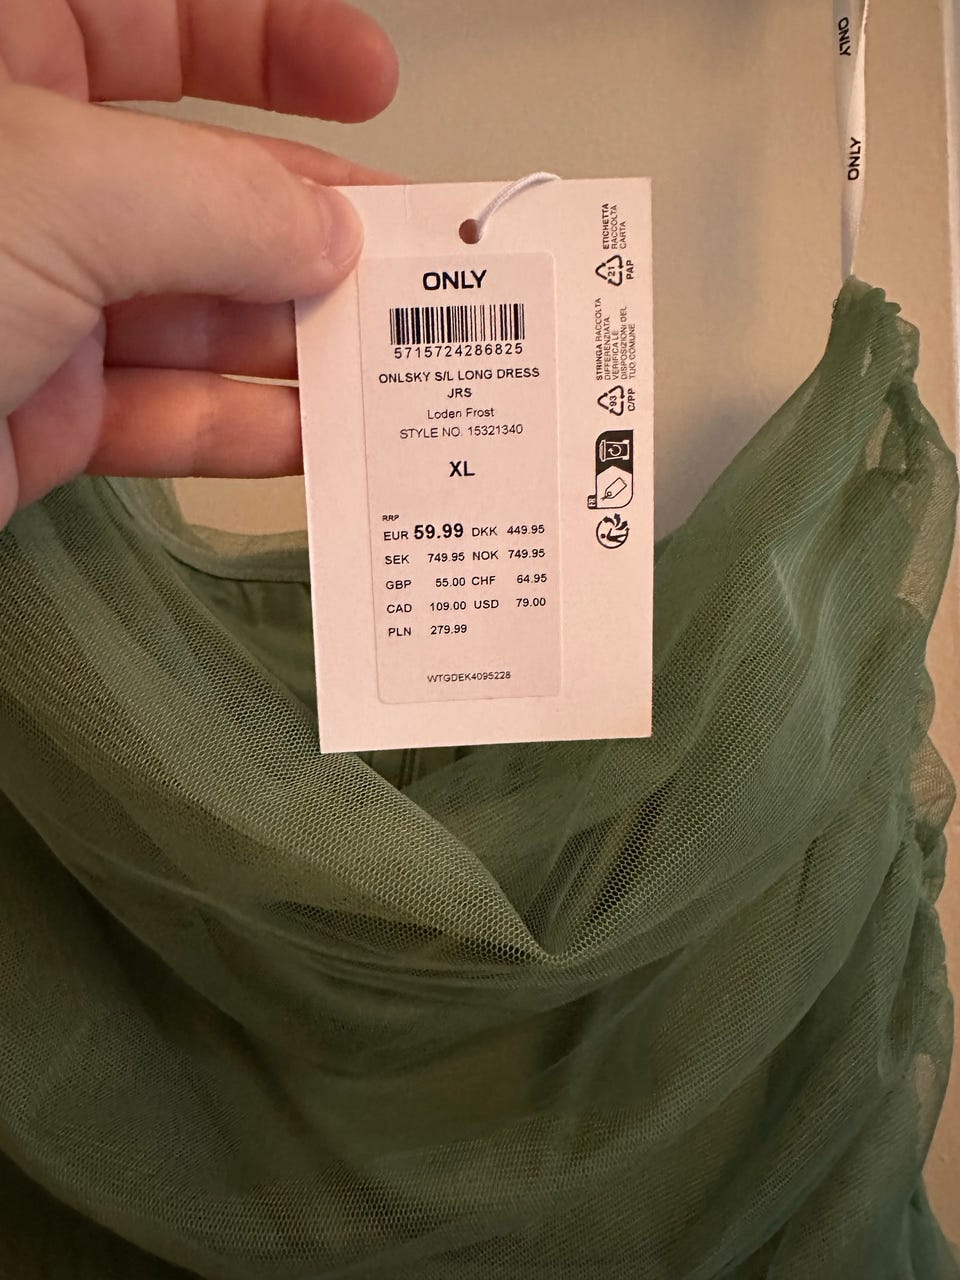 ONLY
ONLY
ONLY
5715724286825
ONLSKY S/L LONG DRESS
JRS
Loden Frost
STYLE NO. 15321340
XL
RRP
EUR 59.99 DKK 449.95
SEK 749.95 NOK 749.95
GBP 55.00 CHF 64.95
CAD 109.00 USD 79.00
PLN 279.99
WTGDEK4095228
ETICHETTA
RACCOLTA
CARTA
21
PAP
STRINGA RACCOLTA
DIFFERENZIATA.
VERIFICA LE
DISPOSIZIONI DEL
TUO COMUNE
93
C/PP
FR